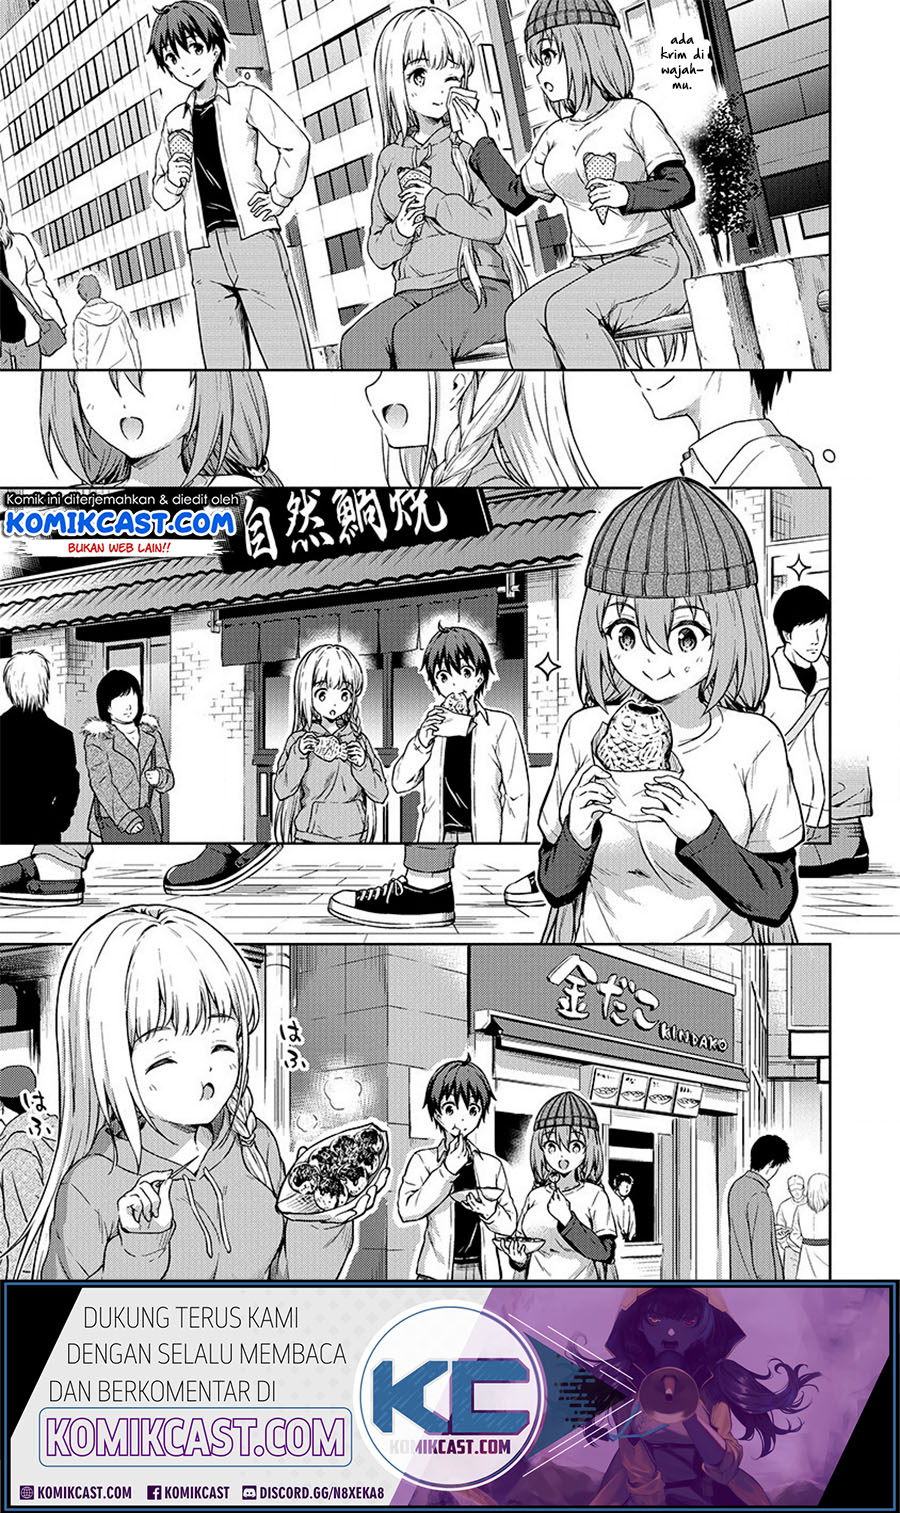 ada
krim di
wajah-
mu.
Komik ini diterjemahkan & diedit oleh
KOMIKCAST.COM
BUKAN WEB LAIN!!
自然鯛焼
金だこ
KINDAKO
はふ
はふ
DUKUNG TERUS KAMI
DENGAN SELALU MEMBACA
DAN BERKOMENTAR DI
KOMIKCAST.COM
KC
KOMIKCAST.COM
KOMIKCAST.COM KOMIKCAST DISCORD.GG/N8XEKA8